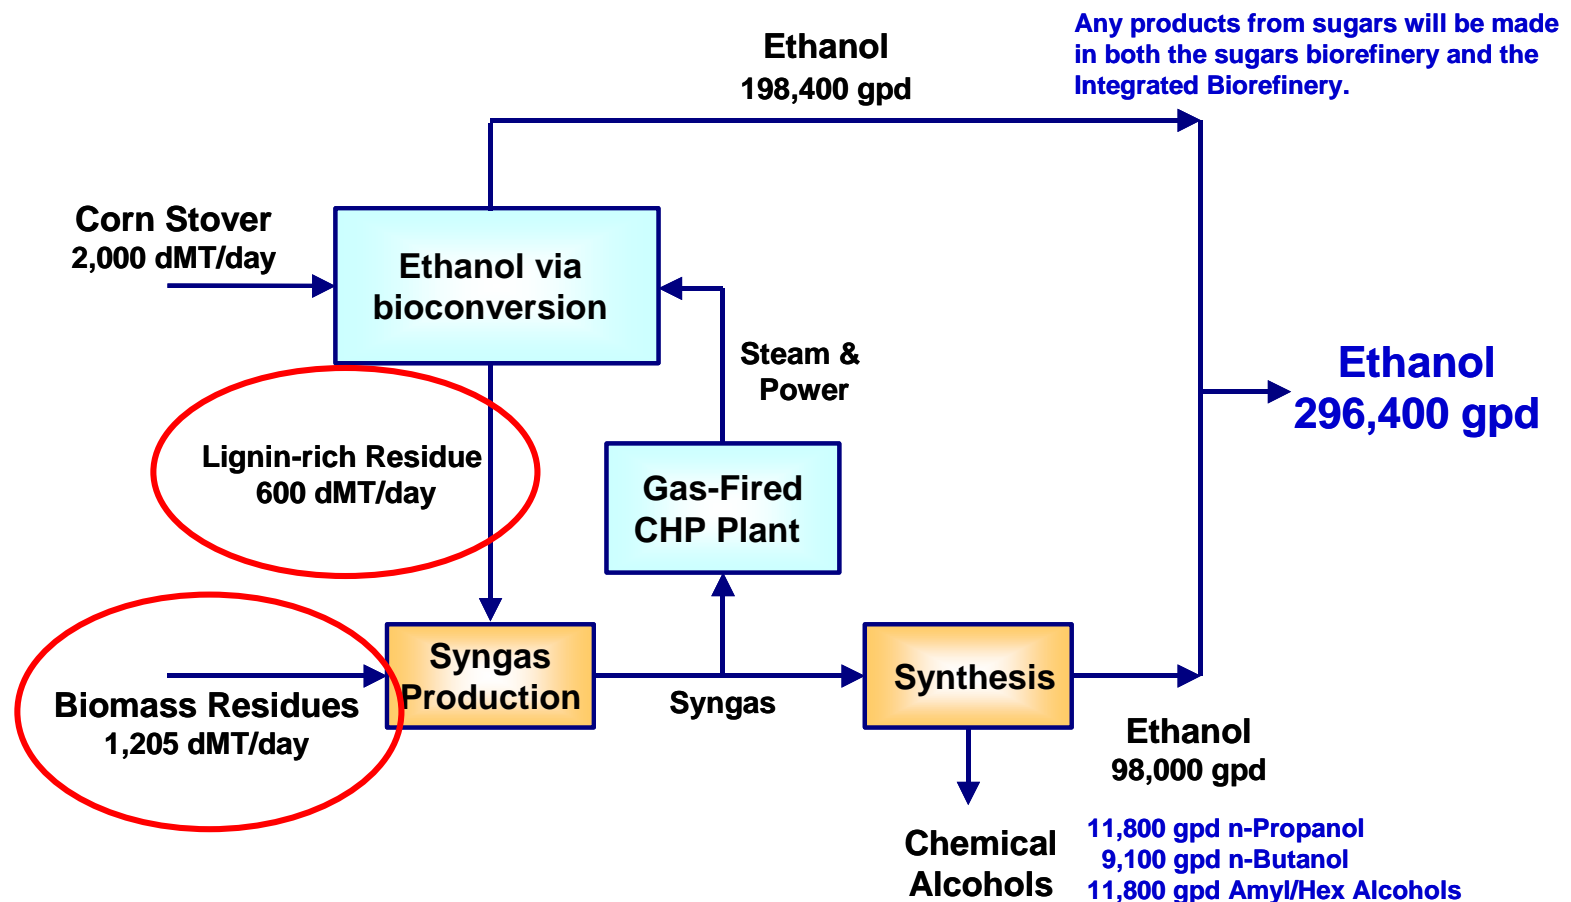 Ethanol
198,400 gpd
Any products from sugars will be made
in both the sugars biorefinery and the
Integrated Biorefinery.
Corn Stover
2,000 dMT/day
Ethanol via
bioconversion
Steam &
Power
Ethanol
296,400 gpd
Lignin-rich Residue
600 dMT/day
Gas-Fired
CHP Plant
Biomass Residues
1,205 dMT/day
Syngas
Production
Syngas
Synthesis
Ethanol
98,000 gpd
Chemical
Alcohols
11,800 gpd n-Propanol
9,100 gpd n-Butanol
11,800 gpd Amyl/Hex Alcohols